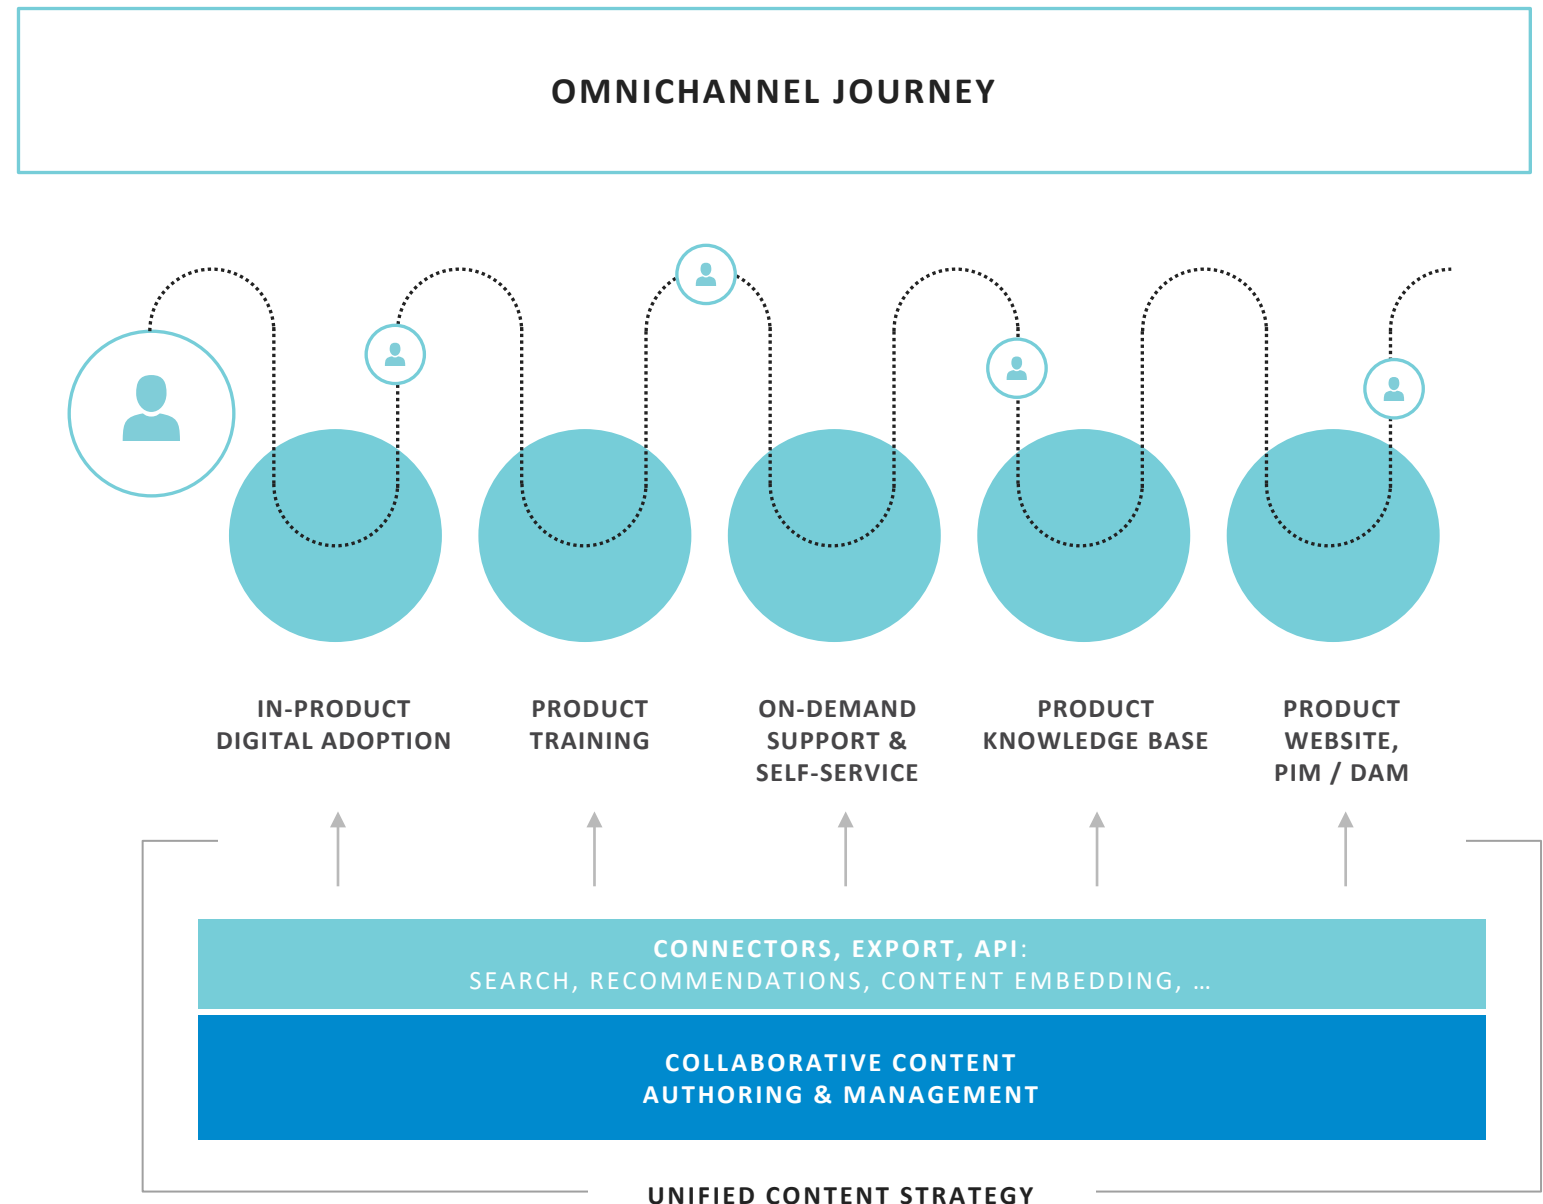 OMNICHANNEL JOURNEY
IN-PRODUCT
DIGITAL ADOPTION
PRODUCT
TRAINING
ON-DEMAND
SUPPORT &
SELF-SERVICE
PRODUCT
KNOWLEDGE BASE
PRODUCT
WEBSITE,
PIM / DAM
CONNECTORS, EXPORT, API:
SEARCH, RECOMMENDATIONS, CONTENT EMBEDDING, …
COLLABORATIVE CONTENT
AUTHORING & MANAGEMENT
UNIFIED CONTENT STRATEGY